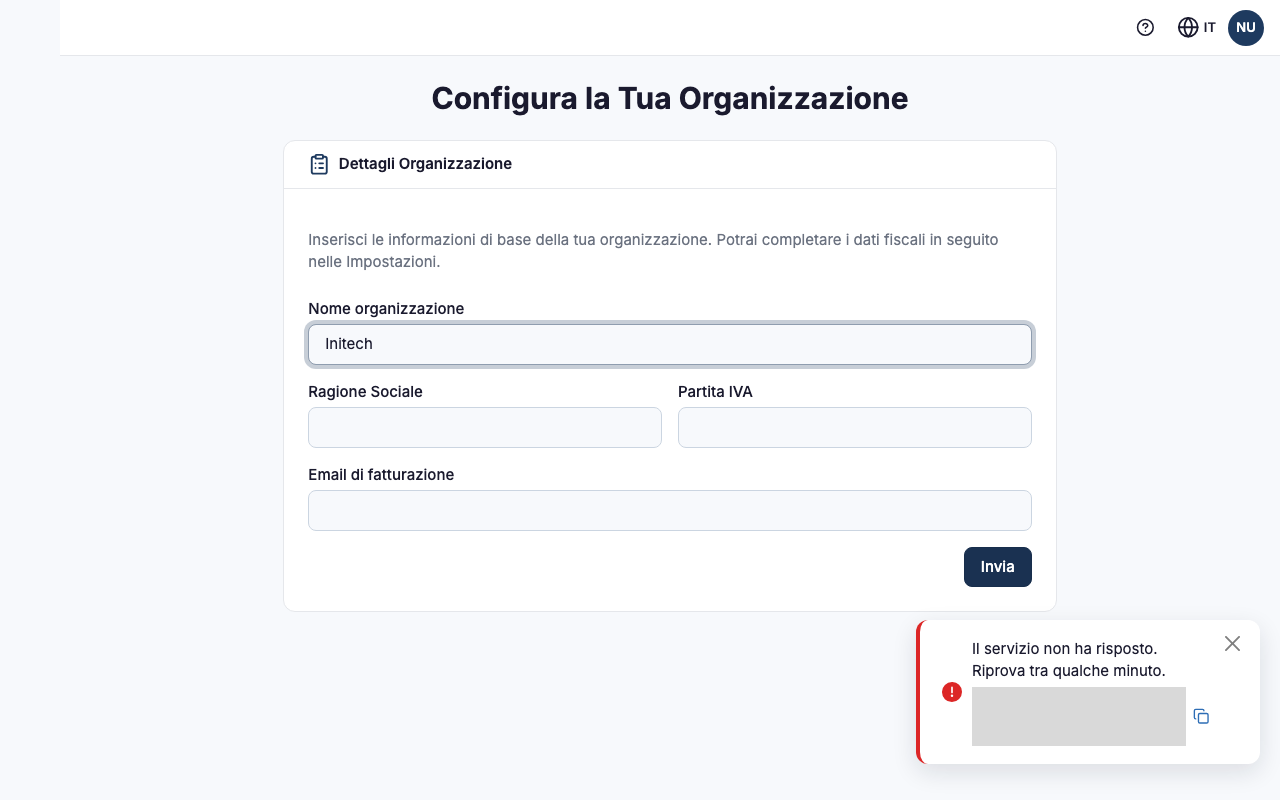 IT
NU
Configura la Tua Organizzazione
Dettagli Organizzazione
Inserisci le informazioni di base della tua organizzazione. Potrai completare i dati fiscali in seguito
nelle Impostazioni.
Nome organizzazione
Initech
Ragione Sociale
Partita IVA
Email di fatturazione
Invia
Il servizio non ha risposto.
Riprova tra qualche minuto.